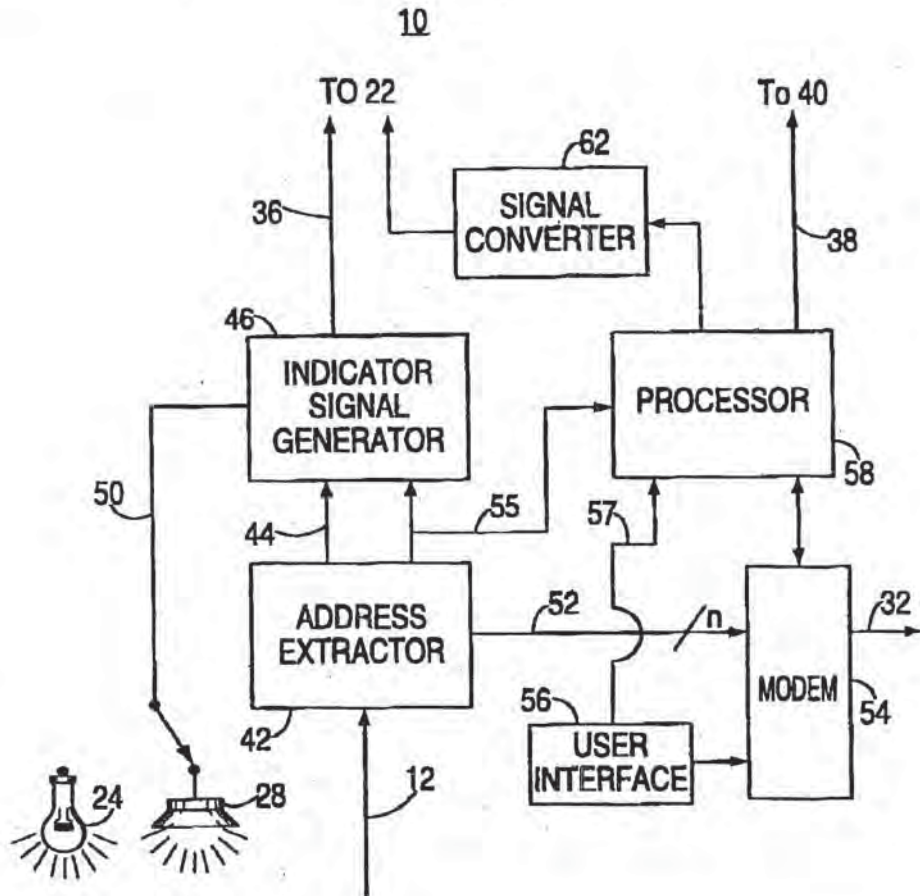 10
TO 22
To 40
62
SIGNAL
CONVERTER
36
38
46
INDICATOR
SIGNAL
GENERATOR
PROCESSOR
58
50
44
55
57
ADDRESS
EXTRACTOR
52
n
32
MODEM
54
42
56
USER
INTERFACE
24
28
12